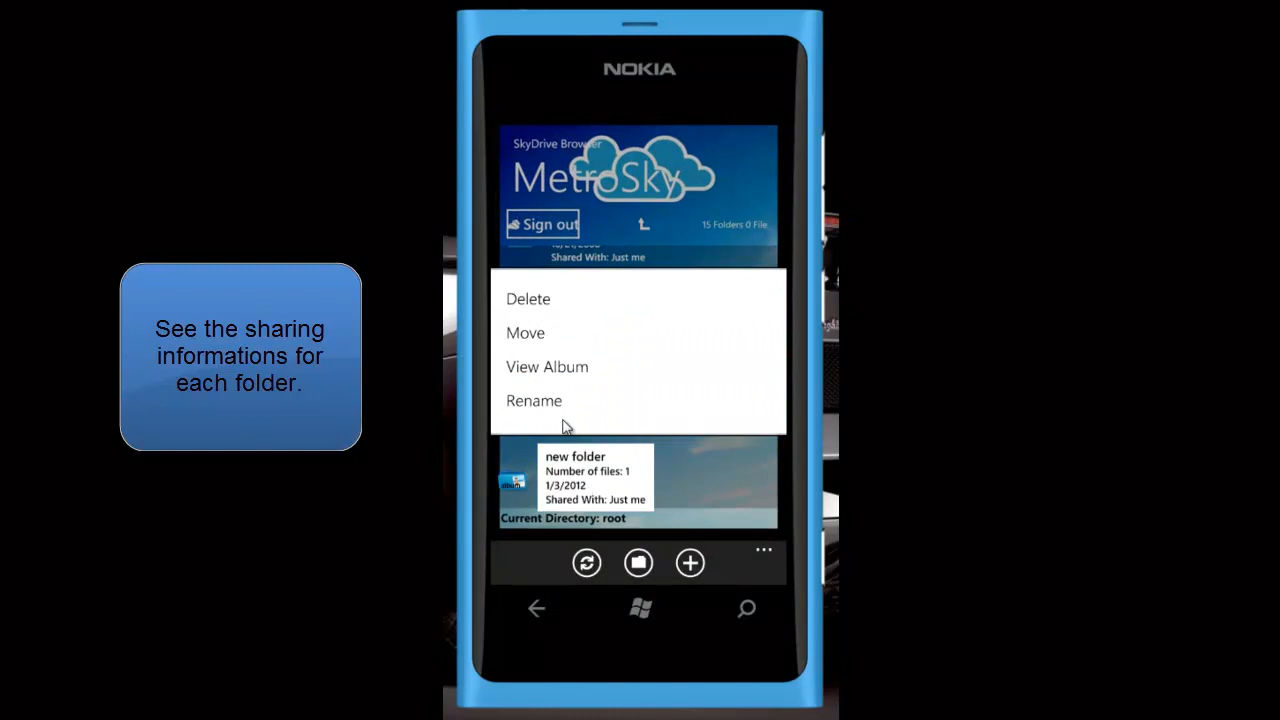 NOKIA
SkyDrive Browser
MetroSky
Sign out
15 Folders 0 File
Shared With: Just me
Delete
Move
View Album
Rename
new folder
Number of files: 1
1/3/2012
Shared With: Just me
Current Directory: root
See the sharing
informations for
each folder.